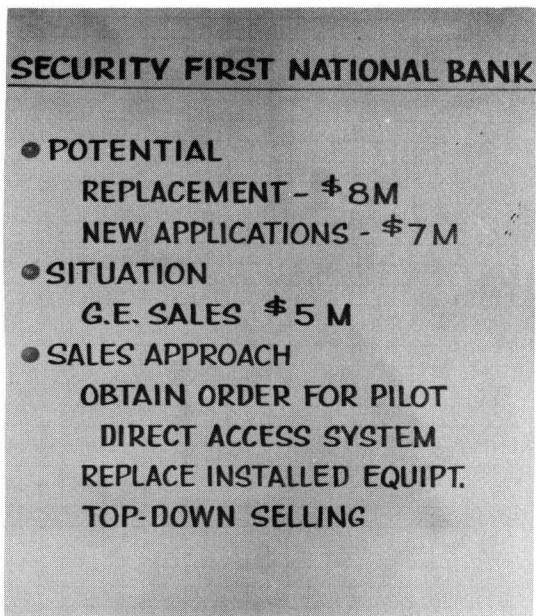 SECURITY FIRST NATIONAL BANK
● POTENTIAL
REPLACEMENT - $8M
NEW APPLICATIONS - $7M
● SITUATION
G.E. SALES $5 M
● SALES APPROACH
OBTAIN ORDER FOR PILOT
DIRECT ACCESS SYSTEM
REPLACE INSTALLED EQUIPT.
TOP-DOWN SELLING